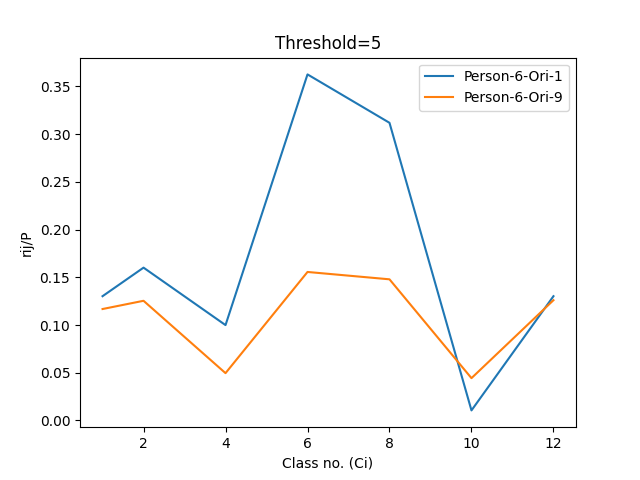 Threshold=5
Person-6-Ori-1
Person-6-Ori-9
rij/P
0.35
0.30
0.25
0.20
0.15
0.10
0.05
0.00
2 4 6 8 10 12
Class no. (Ci)